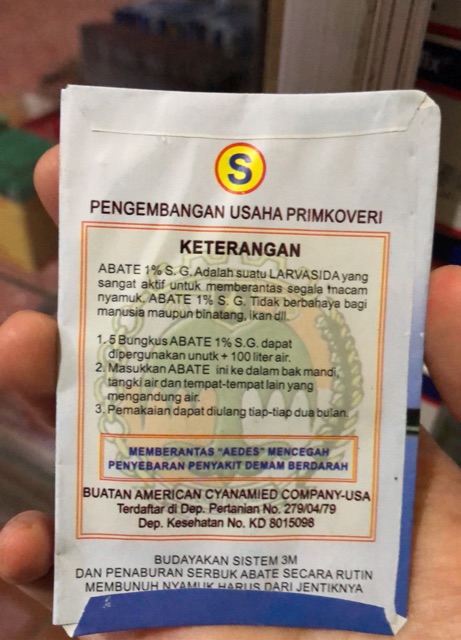 S
PENGEMBANGAN USAHA PRIMKOVERI
KETERANGAN
ABATE 1% S. G. Adalah suatu LARVASIDA yang
sangat aktif untuk memberantas segala macam
nyamuk. ABATE 1% S. G. Tidak berbahaya bagi
manusia maupun binatang, ikan dll.
1. 5 Bungkus ABATE 1% S.G. dapat
dipergunakan unutk + 100 liter air.
2. Masukkan ABATE ini ke dalam bak mandi,
tangki air dan tempat-tempat lain yang
mengandung air.
3. Pemakaian dapat diulang tiap-tiap dua bulan.
MEMBERANTAS "AEDES" MENCEGAH
PENYEBARAN PENYAKIT DEMAM BERDARAH
BUATAN AMERICAN CYANAMIED COMPANY-USA
Terdaftar di Dep. Pertanian No. 279/04/79
Dep. Kesehatan No. KD 8015098
BUDAYAKAN SISTEM 3M
DAN PENABURAN SERBUK ABATE SECARA RUTIN
MEMBUNUH NYAMUK HARUS DARI JENTIKNYA